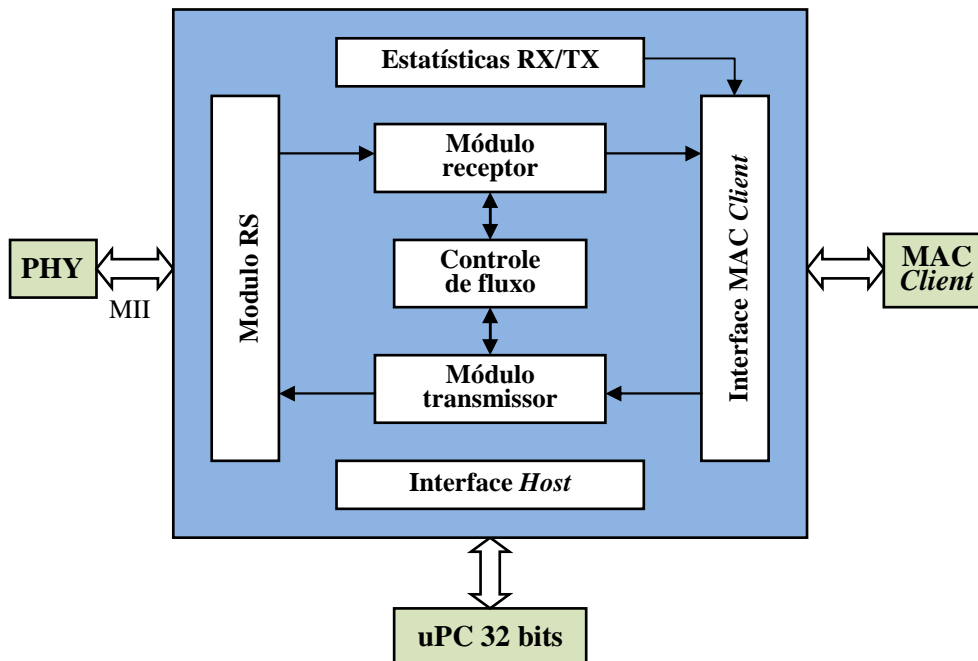 Estatísticas RX/TX
Módulo
receptor
Modulo RS
Interface MAC Client
PHY
MII
Controle
de fluxo
MAC
Client
Módulo
transmissor
Interface Host
uPC 32 bits